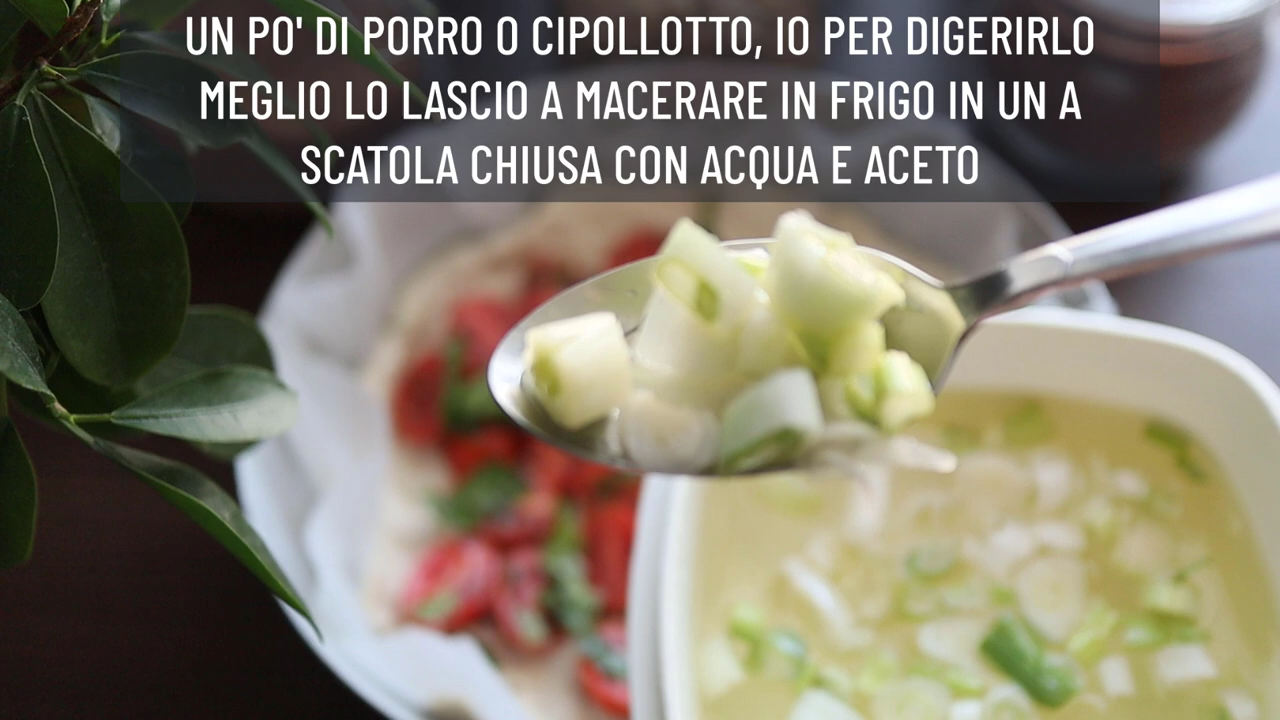 UN PO' DI PORRO O CIPOLLOTTO, IO PER DIGERIRLO
MEGLIO LO LASCIO A MACERARE IN FRIGO IN UN A
SCATOLA CHIUSA CON ACQUA E ACETO